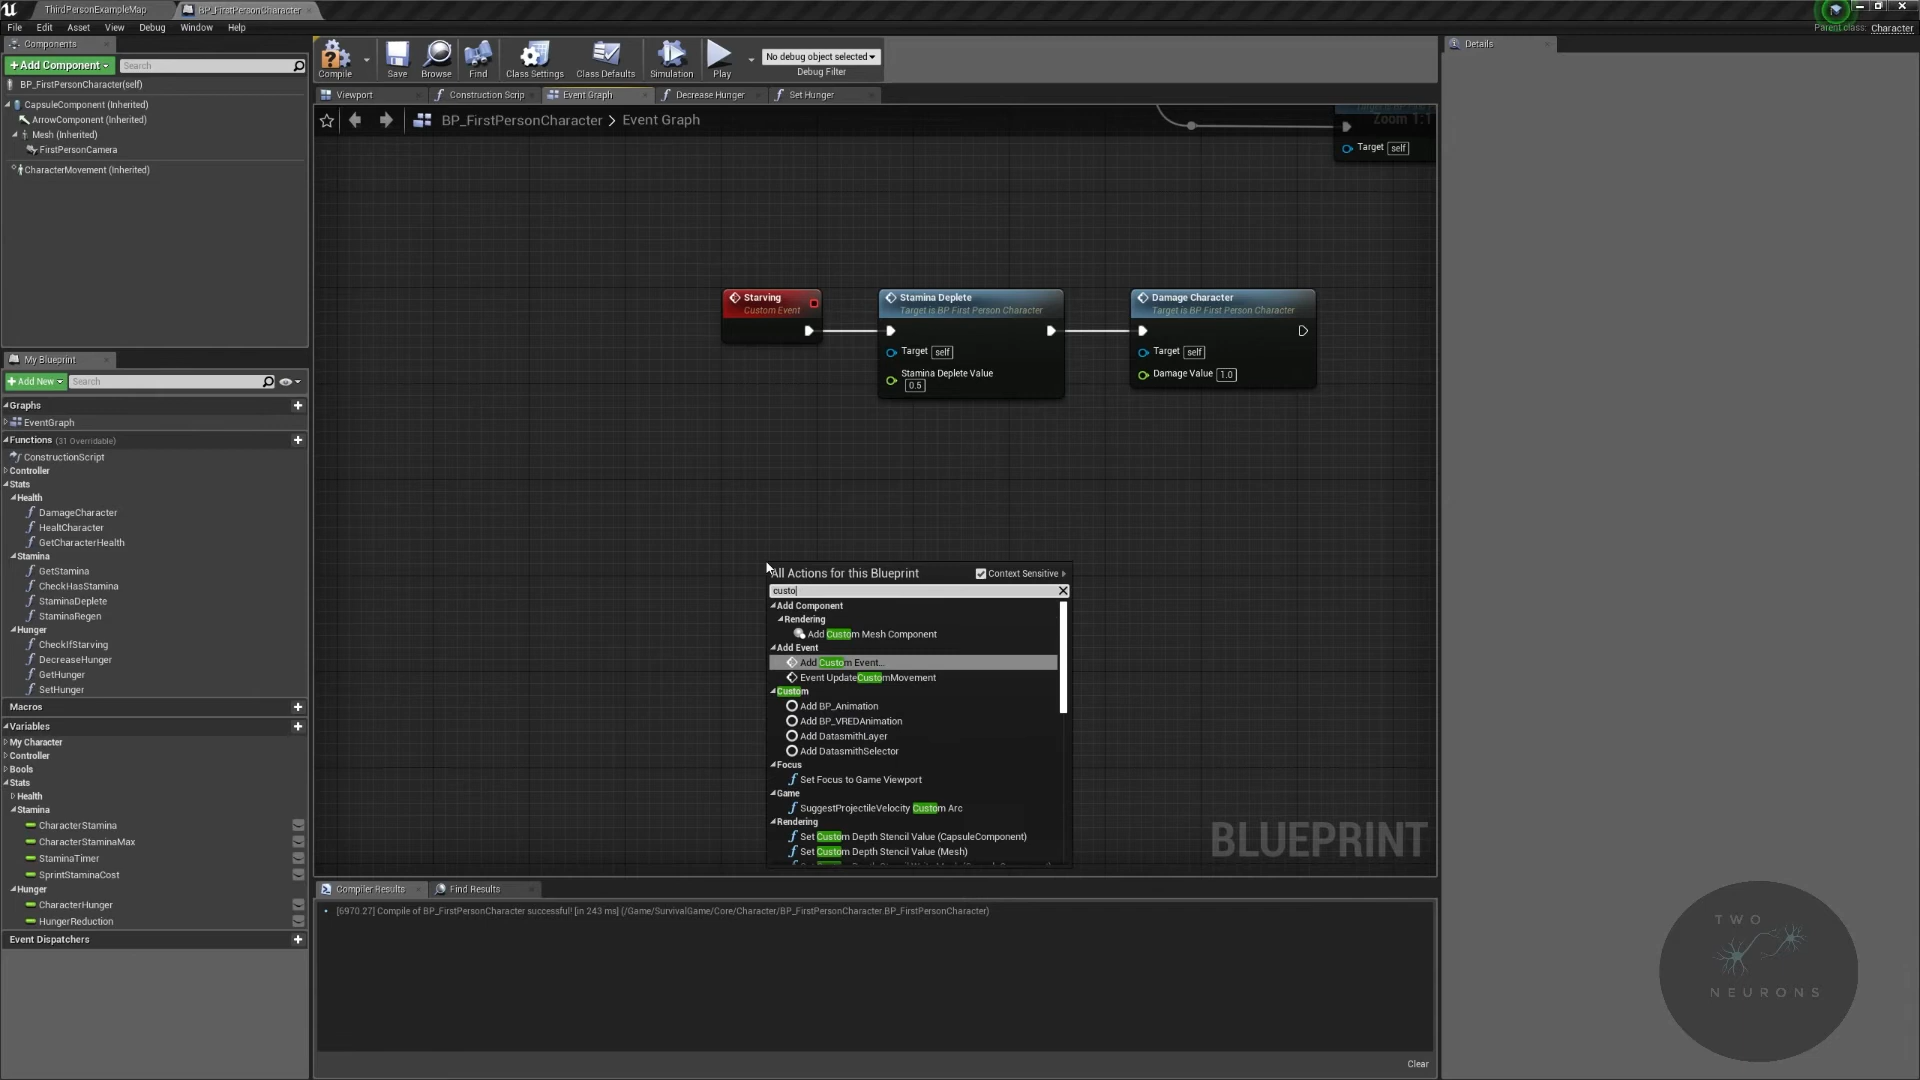 ThirdPersonExampleMap
BP_FirstPersonCharacter
File Edit Asset View Debug Window Help
Parent class: Character
Components
+Add Component
Search
BP_FirstPersonCharacter(self)
CapsuleComponent (Inherited)
ArrowComponent (Inherited)
Mesh (Inherited)
FirstPersonCamera
CharacterMovement (Inherited)
Compile
Save
Browse
Find
Class Settings
Class Defaults
Simulation
Play
No debug object selected
Debug Filter
Viewport
Construction Scrip
Event Graph
Decrease Hunger
Set Hunger
BP_FirstPersonCharacter > Event Graph
Zoom 1:1
Target self
Starving
Custom Event
Stamina Deplete
Target is BP First Person Character
Target self
Stamina Deplete Value
0.5
Damage Character
Target is BP First Person Character
Target self
Damage Value 1.0
All Actions for this Blueprint
Context Sensitive
custo
Add Component
Rendering
Add Custom Mesh Component
Add Event
Add Custom Event...
Event UpdateCustomMovement
Custom
Add BP_Animation
Add BP_VREDAnimation
Add DatasmithLayer
Add DatasmithSelector
Focus
Set Focus to Game Viewport
Game
SuggestProjectileVelocity Custom Arc
Rendering
Set Custom Depth Stencil Value (CapsuleComponent)
Set Custom Depth Stencil Value (Mesh)
BLUEPRINT
My Blueprint
+Add New
Search
Graphs
EventGraph
Functions (31 Overridable)
ConstructionScript
Controller
Stats
Health
DamageCharacter
HealtCharacter
GetCharacterHealth
Stamina
GetStamina
CheckHasStamina
StaminaDeplete
StaminaRegen
Hunger
CheckIfStarving
DecreaseHunger
GetHunger
SetHunger
Macros
Variables
My Character
Controller
Bools
Stats
Health
Stamina
CharacterStamina
CharacterStaminaMax
StaminaTimer
SprintStaminaCost
Hunger
CharacterHunger
HungerReduction
Event Dispatchers
Compiler Results
Find Results
[6970.27] Compile of BP_FirstPersonCharacter successful! [in 243 ms] (/Game/SurvivalGame/Core/Character/BP_FirstPersonCharacter.BP_FirstPersonCharacter)
Clear
Details
TWO
NEURONS